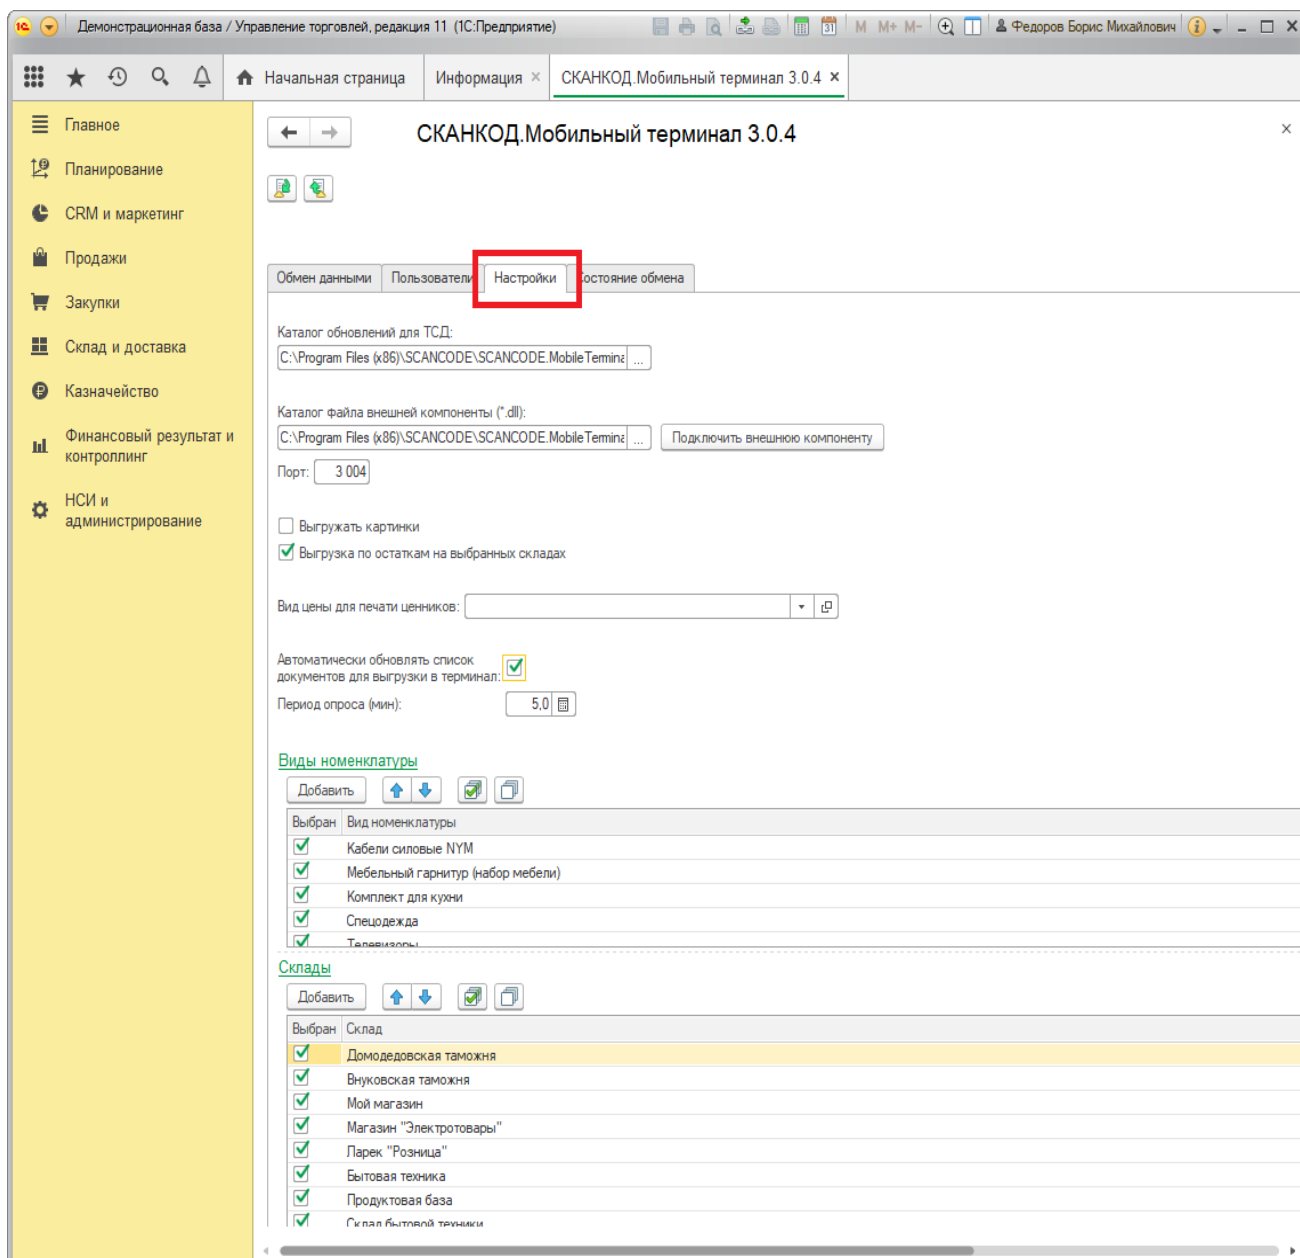 Демонстрационная база / Управление торговлей, редакция 11 (1С:Предприятие)
M M+ M-
Федоров Борис Михайлович
Начальная страница
Информация
СКАНКОД.Мобильный терминал 3.0.4
Главное
Планирование
CRM и маркетинг
Продажи
Закупки
Склад и доставка
Казначейство
Финансовый результат и
контроллинг
НСИ и
администрирование
СКАНКОД.Мобильный терминал 3.0.4
Обмен данными
Пользователи
Настройки
Состояние обмена
Каталог обновлений для ТСД:
C:\Program Files (x86)\SCANCODE\SCANCODE.MobileTermina
...
Каталог файла внешней компоненты (*.dll):
C:\Program Files (x86)\SCANCODE\SCANCODE.MobileTermina
...
Подключить внешнюю компоненту
Порт: 3 004
Выгружать картинки
Выгрузка по остаткам на выбранных складах
Вид цены для печати ценников:
Автоматически обновлять список
документов для выгрузки в терминал:
Период опроса (мин): 5,0
Виды номенклатуры
Добавить
Выбран Вид номенклатуры
Кабели силовые NYM
Мебельный гарнитур (набор мебели)
Комплект для кухни
Спецодежда
Телевизоры
Склады
Добавить
Выбран Склад
Домодедовская таможня
Внуковская таможня
Мой магазин
Магазин "Электротовары"
Ларек "Розница"
Бытовая техника
Продуктовая база
Склад бытовой техники